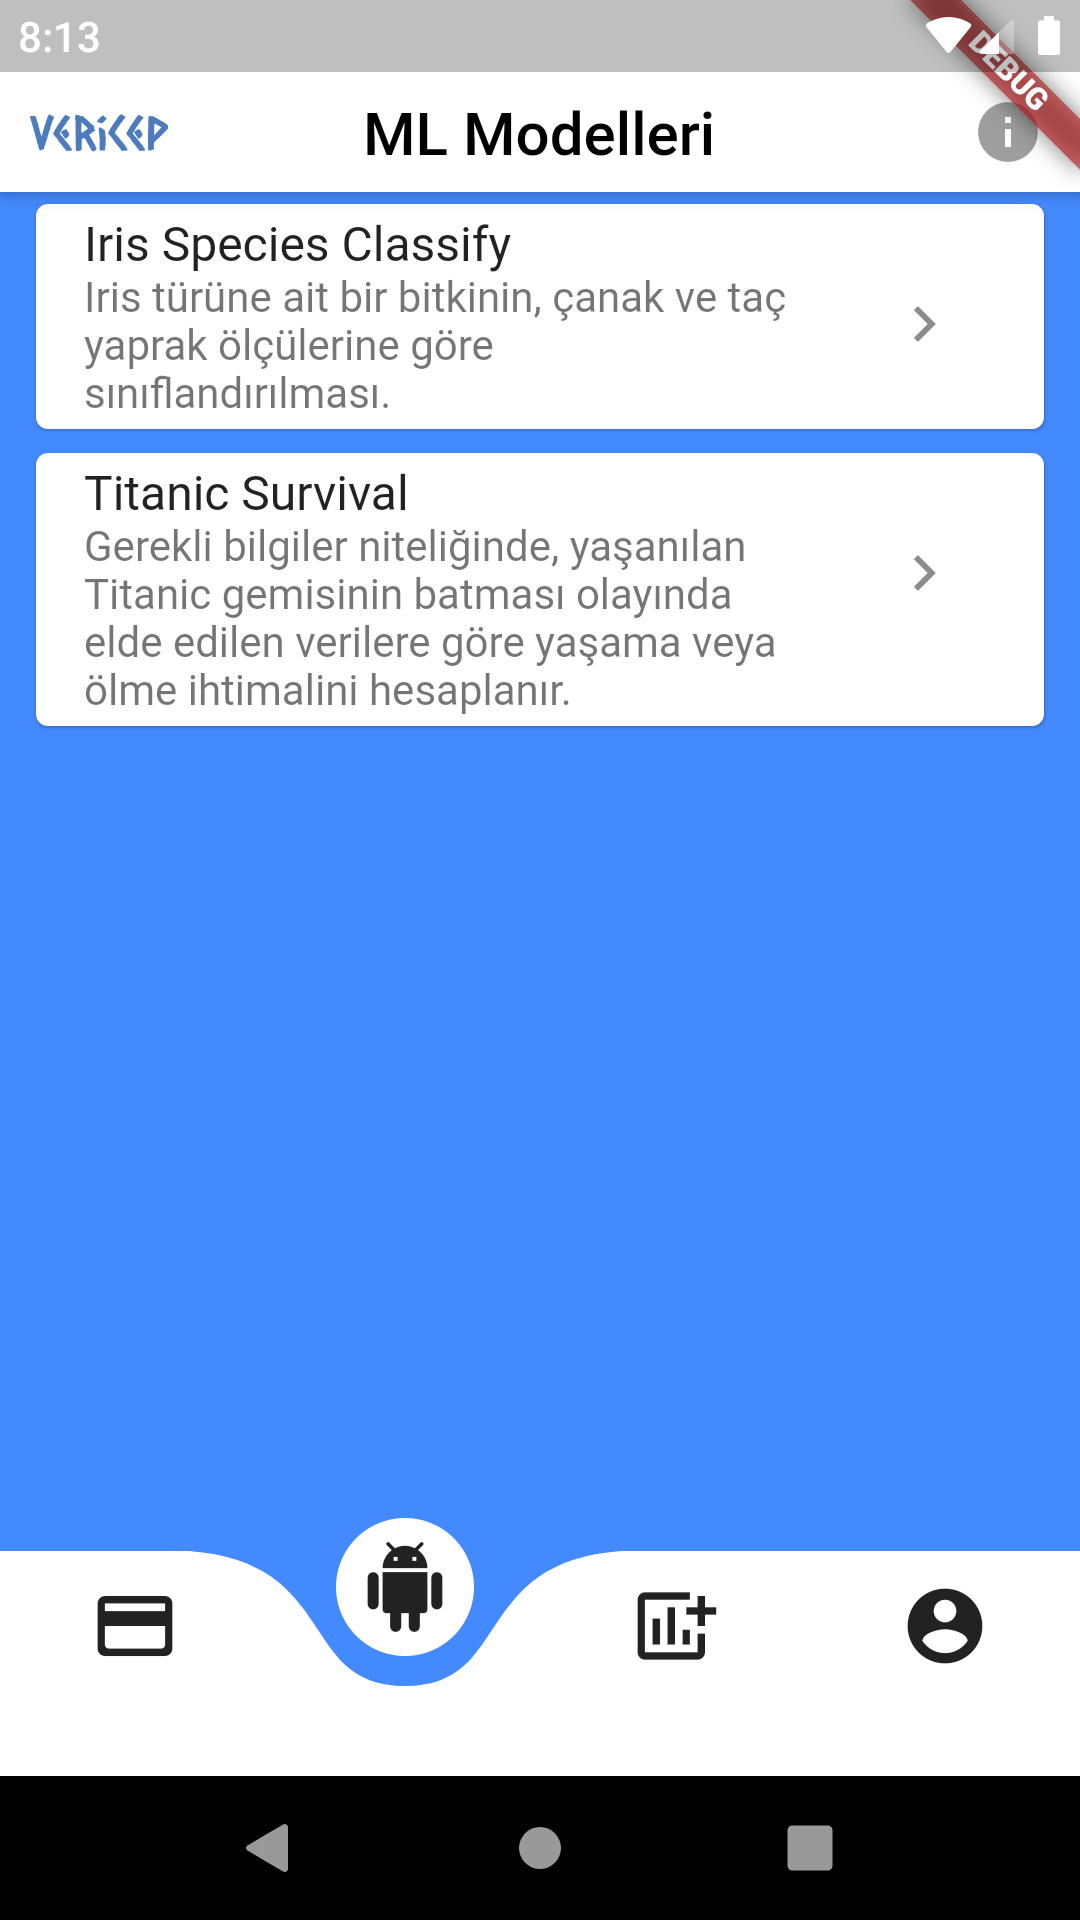 8:13
DEBUG
VERiCEP
ML Modelleri
Iris Species Classify
Iris türüne ait bir bitkinin, çanak ve taç
yaprak ölçülerine göre
sınıflandırılması.
Titanic Survival
Gerekli bilgiler niteliğinde, yaşanılan
Titanic gemisinin batması olayında
elde edilen verilere göre yaşama veya
ölme ihtimalini hesaplanır.